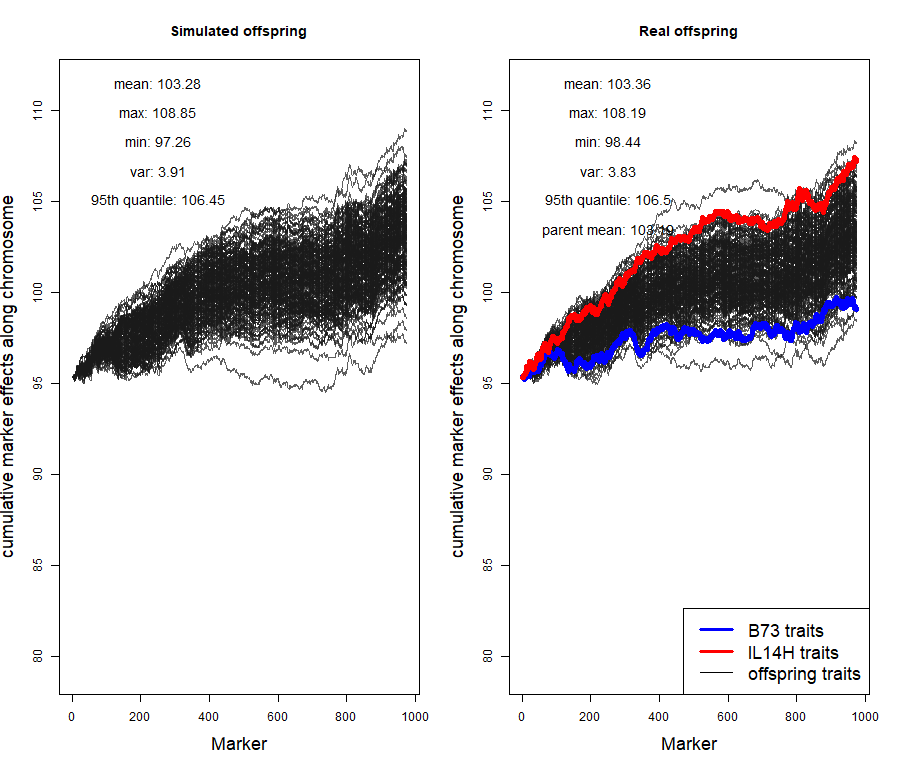 Simulated offspring
mean: 103.28
max: 108.85
min: 97.26
var: 3.91
95th quantile: 106.45
cumulative marker effects along chromosome
110
105
100
95
90
85
80
0 200 400 600 800 1000
Marker
Real offspring
mean: 103.36
max: 108.19
min: 98.44
var: 3.83
95th quantile: 106.5
parent mean: 103.19
cumulative marker effects along chromosome
110
105
100
95
90
85
80
B73 traits
IL14H traits
offspring traits
0 200 400 600 800 1000
Marker